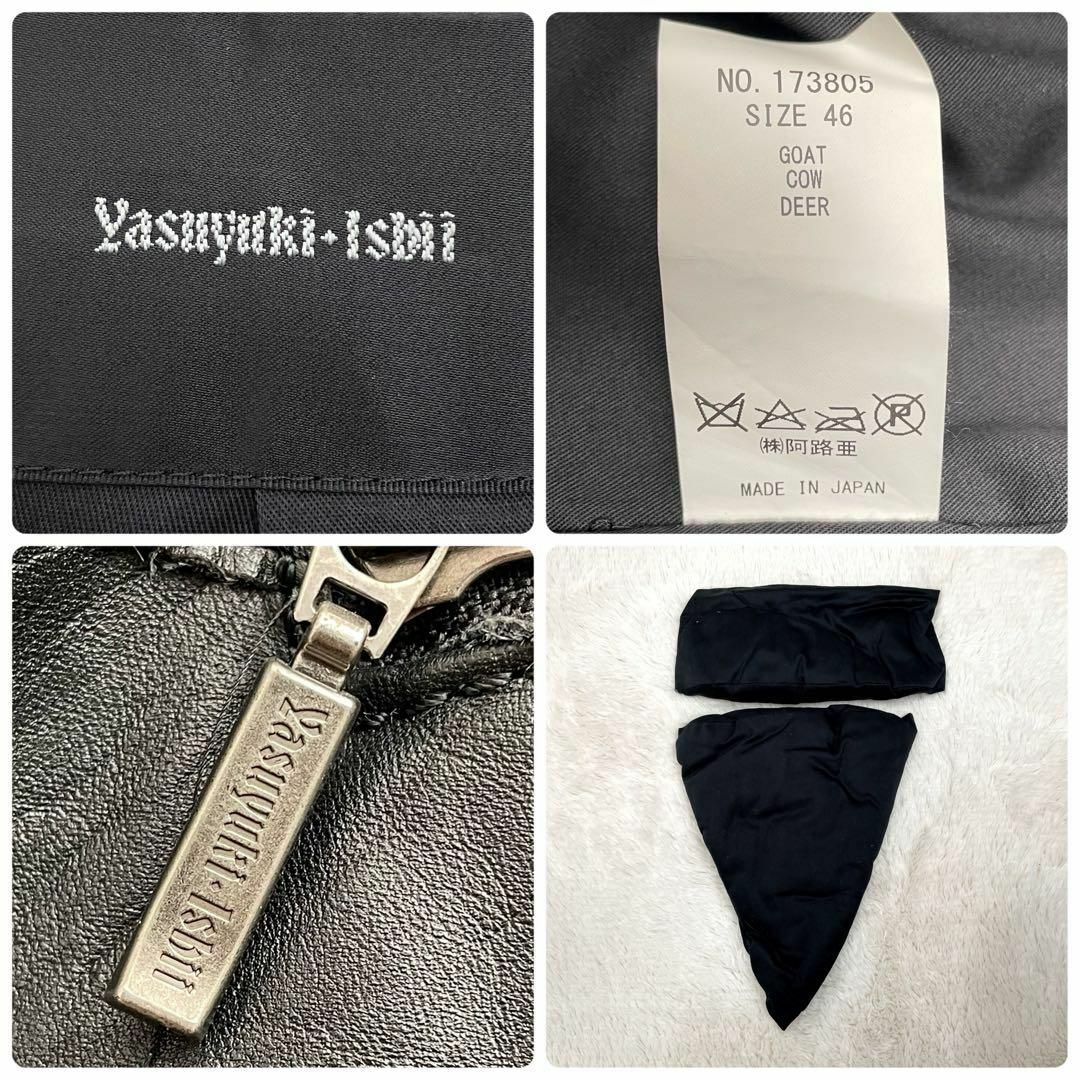 Yasuyuki・Ishii
NO. 173805
SIZE 46
GOAT
COW
DEER
P
㈱阿路亜
MADE IN JAPAN
Yasuyuki・Ishii